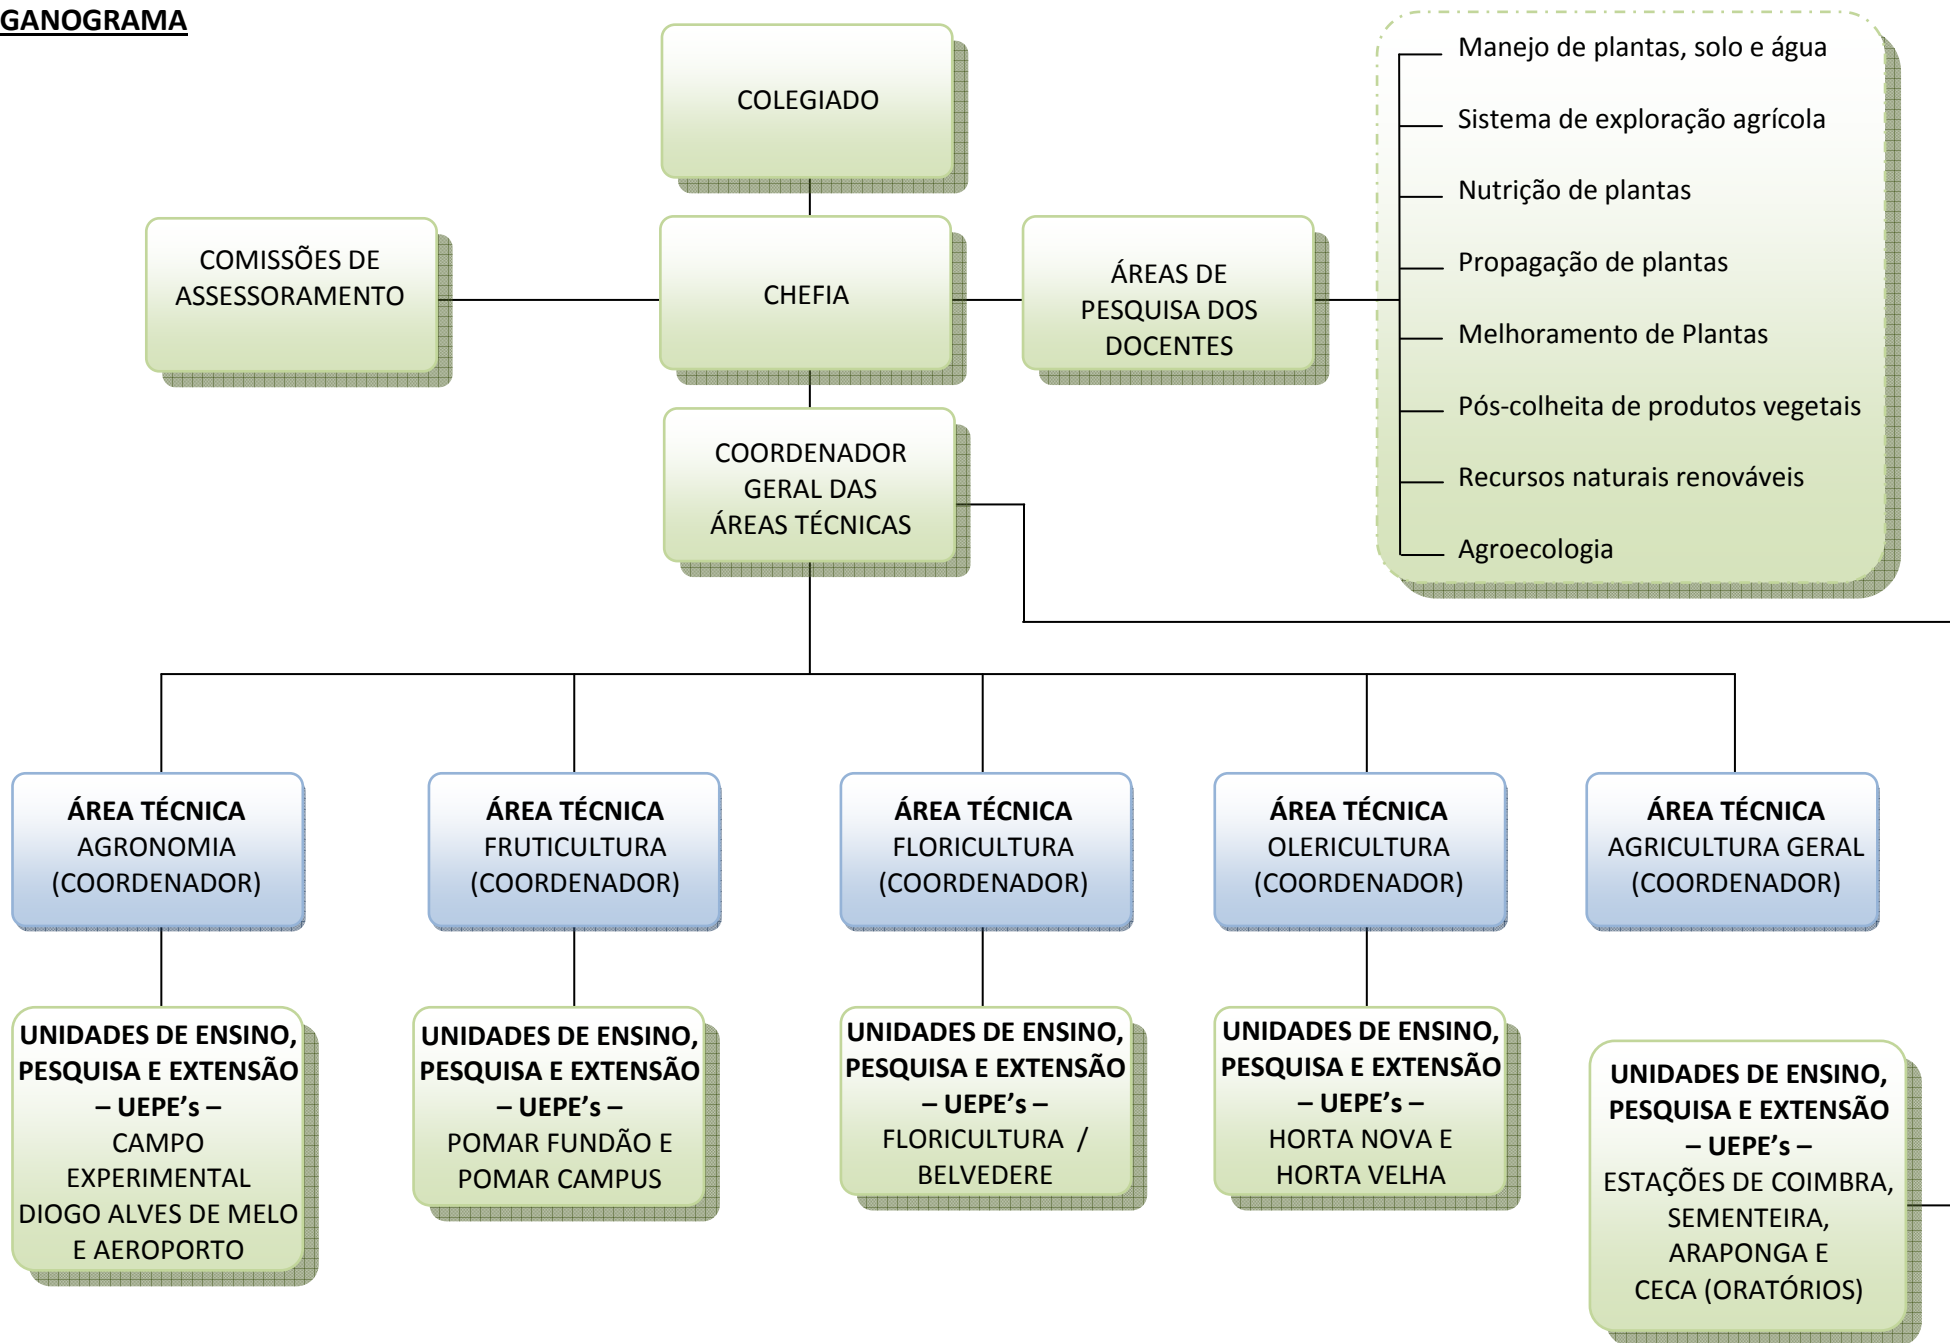 GANOGRAMA
COLEGIADO
COMISSÕES DE
ASSESSORAMENTO
CHEFIA
ÁREAS DE
PESQUISA DOS
DOCENTES
Manejo de plantas, solo e água
Sistema de exploração agrícola
Nutrição de plantas
Propagação de plantas
Melhoramento de Plantas
Pós-colheita de produtos vegetais
Recursos naturais renováveis
Agroecologia
COORDENADOR
GERAL DAS
ÁREAS TÉCNICAS
ÁREA TÉCNICA
AGRONOMIA
(COORDENADOR)
ÁREA TÉCNICA
FRUTICULTURA
(COORDENADOR)
ÁREA TÉCNICA
FLORICULTURA
(COORDENADOR)
ÁREA TÉCNICA
OLERICULTURA
(COORDENADOR)
ÁREA TÉCNICA
AGRICULTURA GERAL
(COORDENADOR)
UNIDADES DE ENSINO,
PESQUISA E EXTENSÃO
– UEPE's –
CAMPO
EXPERIMENTAL
DIOGO ALVES DE MELO
E AEROPORTO
UNIDADES DE ENSINO,
PESQUISA E EXTENSÃO
– UEPE's –
POMAR FUNDÃO E
POMAR CAMPUS
UNIDADES DE ENSINO,
PESQUISA E EXTENSÃO
– UEPE's –
FLORICULTURA /
BELVEDERE
UNIDADES DE ENSINO,
PESQUISA E EXTENSÃO
– UEPE's –
HORTA NOVA E
HORTA VELHA
UNIDADES DE ENSINO,
PESQUISA E EXTENSÃO
– UEPE's –
ESTAÇÕES DE COIMBRA,
SEMENTEIRA,
ARAPONGA E
CECA (ORATÓRIOS)